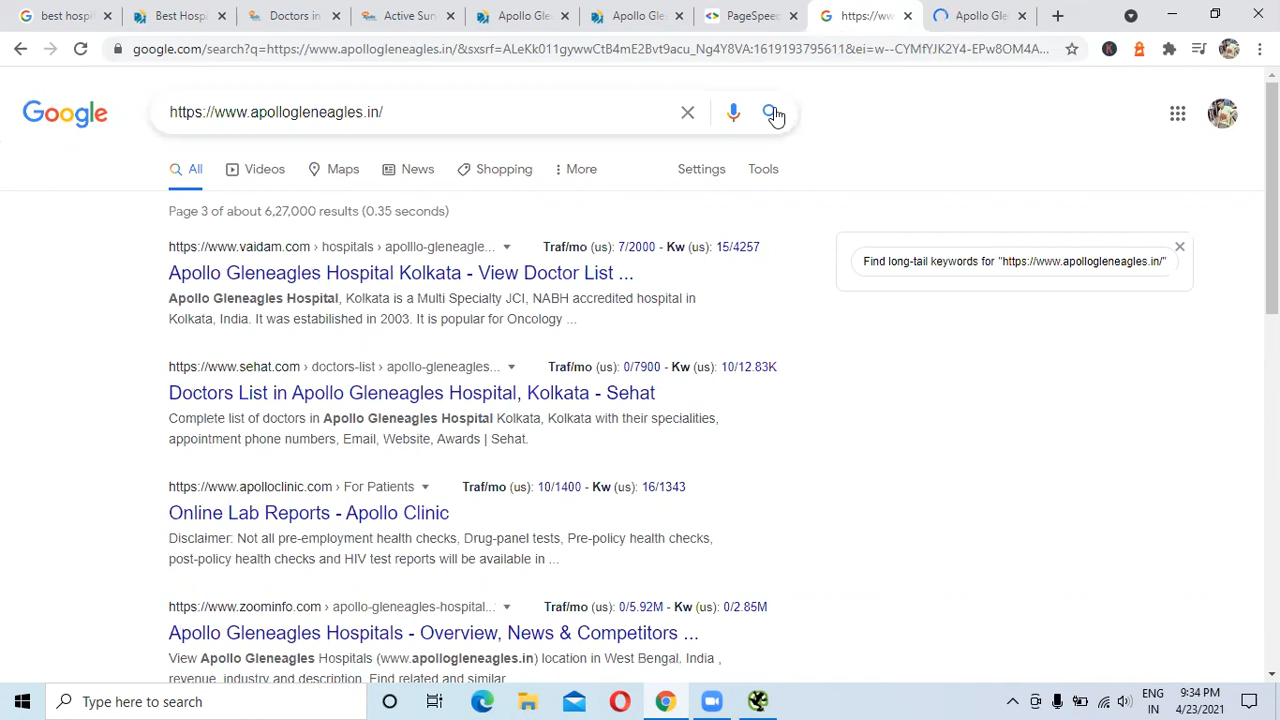 best hospi
Best Hosp
Doctors in
Active Sur
Apollo Gle
Apollo Gle
PageSpee
https://ww
Apollo Gle
google.com/search?q=https://www.apollogleneagles.in/&sxsrf=ALeKk011gywwCtB4mE2Bvt9acu_Ng4Y8VA:1619193795611&ei=w--CYMfYJK2Y4-EPw8OM4A...
Google
https://www.apollogleneagles.in/
All
Videos
Maps
News
Shopping
More
Settings
Tools
Page 3 of about 6,27,000 results (0.35 seconds)
https://www.vaidam.com › hospitals › apolllo-gleneagle... Traf/mo (us): 7/2000 - Kw (us): 15/4257
Apollo Gleneagles Hospital Kolkata - View Doctor List ...
Apollo Gleneagles Hospital, Kolkata is a Multi Specialty JCI, NABH accredited hospital in
Kolkata, India. It was estabilished in 2003. It is popular for Oncology ...
Find long-tail keywords for "https://www.apollogleneagles.in/"
https://www.sehat.com › doctors-list › apollo-gleneagles... Traf/mo (us): 0/7900 - Kw (us): 10/12.83K
Doctors List in Apollo Gleneagles Hospital, Kolkata - Sehat
Complete list of doctors in Apollo Gleneagles Hospital Kolkata, Kolkata with their specialities,
appointment phone numbers, Email, Website, Awards | Sehat.
https://www.apolloclinic.com › For Patients Traf/mo (us): 10/1400 - Kw (us): 16/1343
Online Lab Reports - Apollo Clinic
Disclaimer: Not all pre-employment health checks, Drug-panel tests, Pre-policy health checks,
post-policy health checks and HIV test reports will be available in ...
https://www.zoominfo.com › apollo-gleneagles-hospital... Traf/mo (us): 0/5.92M - Kw (us): 0/2.85M
Apollo Gleneagles Hospitals - Overview, News & Competitors ...
View Apollo Gleneagles Hospitals (www.apollogleneagles.in) location in West Bengal, India ,
revenue, industry and description. Find related and similar
Type here to search
ENG
IN
9:34 PM
4/23/2021